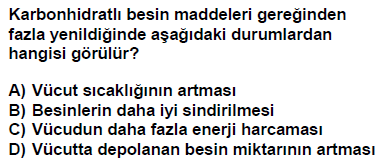 Karbonhidratlı besin maddeleri gereğinden
fazla yenildiğinde aşağıdaki durumlardan
hangisi görülür?
A) Vücut sıcaklığının artması
B) Besinlerin daha iyi sindirilmesi
C) Vücudun daha fazla enerji harcaması
D) Vücutta depolanan besin miktarının artması